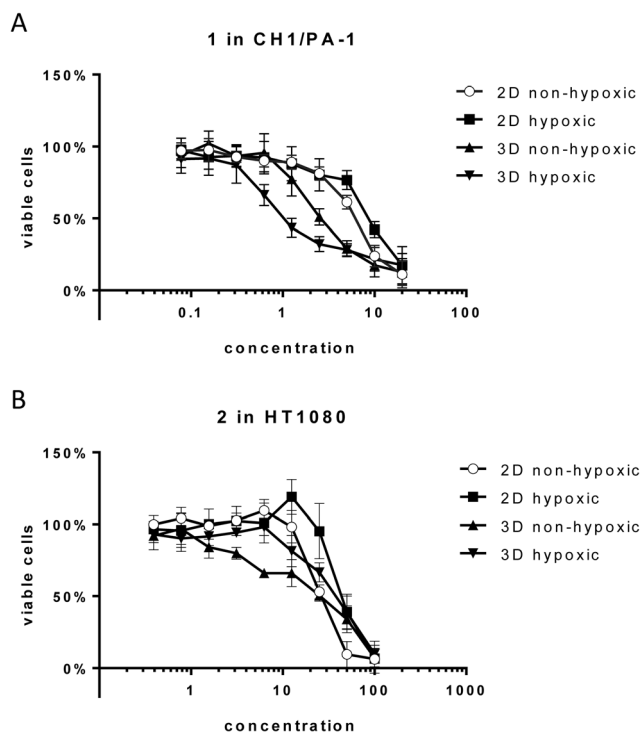 A
1 in CH1/PA-1
150%
100%
50%
0%
viable cells
0.1
1
10
100
concentration
2D non-hypoxic
2D hypoxic
3D non-hypoxic
3D hypoxic
B
2 in HT1080
150%
100%
50%
0%
viable cells
1
10
100
1000
concentration
2D non-hypoxic
2D hypoxic
3D non-hypoxic
3D hypoxic